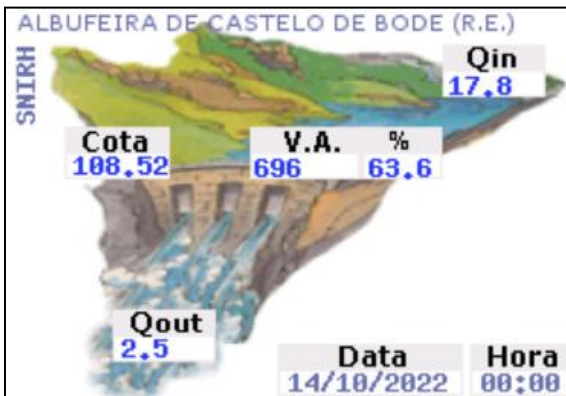 ALBUFEIRA DE CASTELO DE BODE (R.E.)
SNIRH
Qin
17.8
Cota
108.52
V.A. %
696 63.6
Qout
2.5
Data
14/10/2022
Hora
00:00